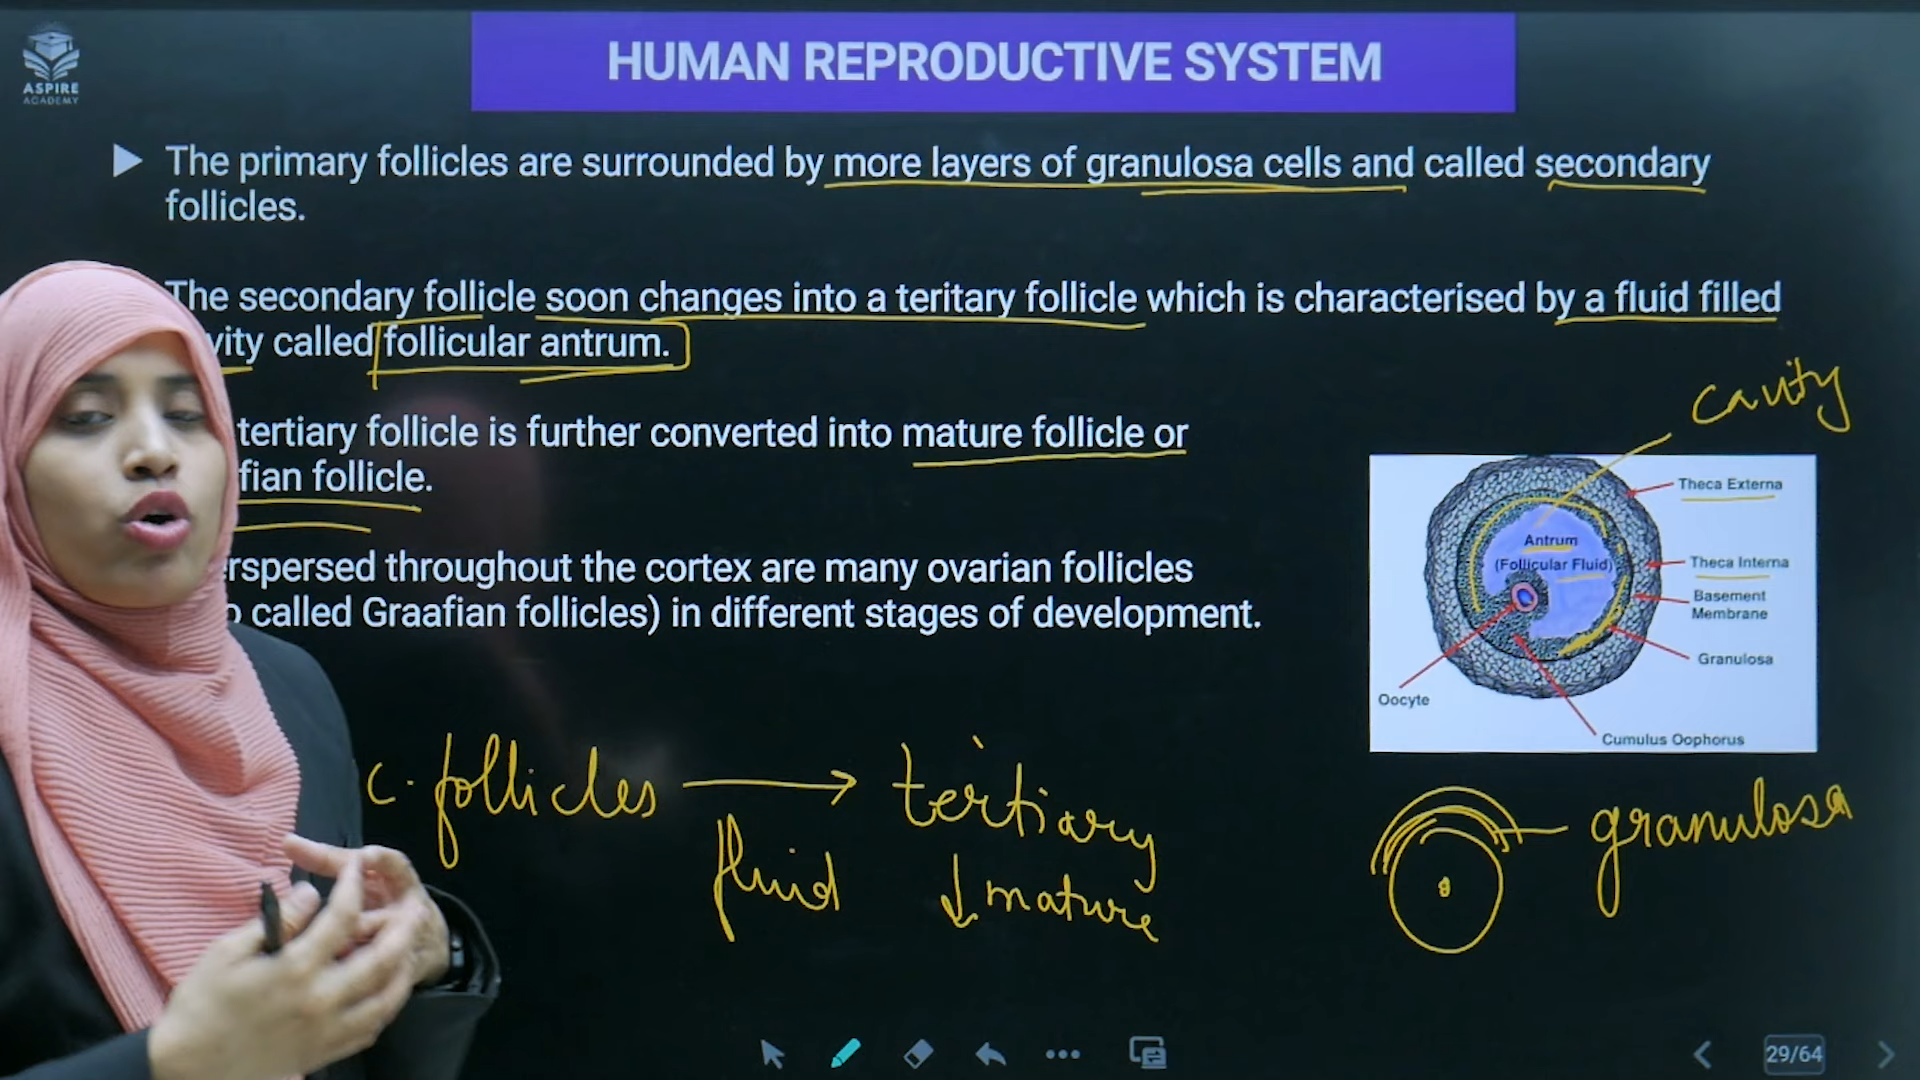 ASPIRE
ACADEMY
HUMAN REPRODUCTIVE SYSTEM
The primary follicles are surrounded by more layers of granulosa cells and called secondary
follicles.
The secondary follicle soon changes into a teritary follicle which is characterised by a fluid filled
vity called follicular antrum.
tertiary follicle is further converted into mature follicle or
fian follicle.
erspersed throughout the cortex are many ovarian follicles
o called Graafian follicles) in different stages of development.
cavity
Theca Externa
Antrum
(Follicular Fluid)
Theca Interna
Basement
Membrane
Granulosa
Oocyte
Cumulus Oophorus
c. follicles → tertiary
fluid ↓ mature
granulosa
29/64